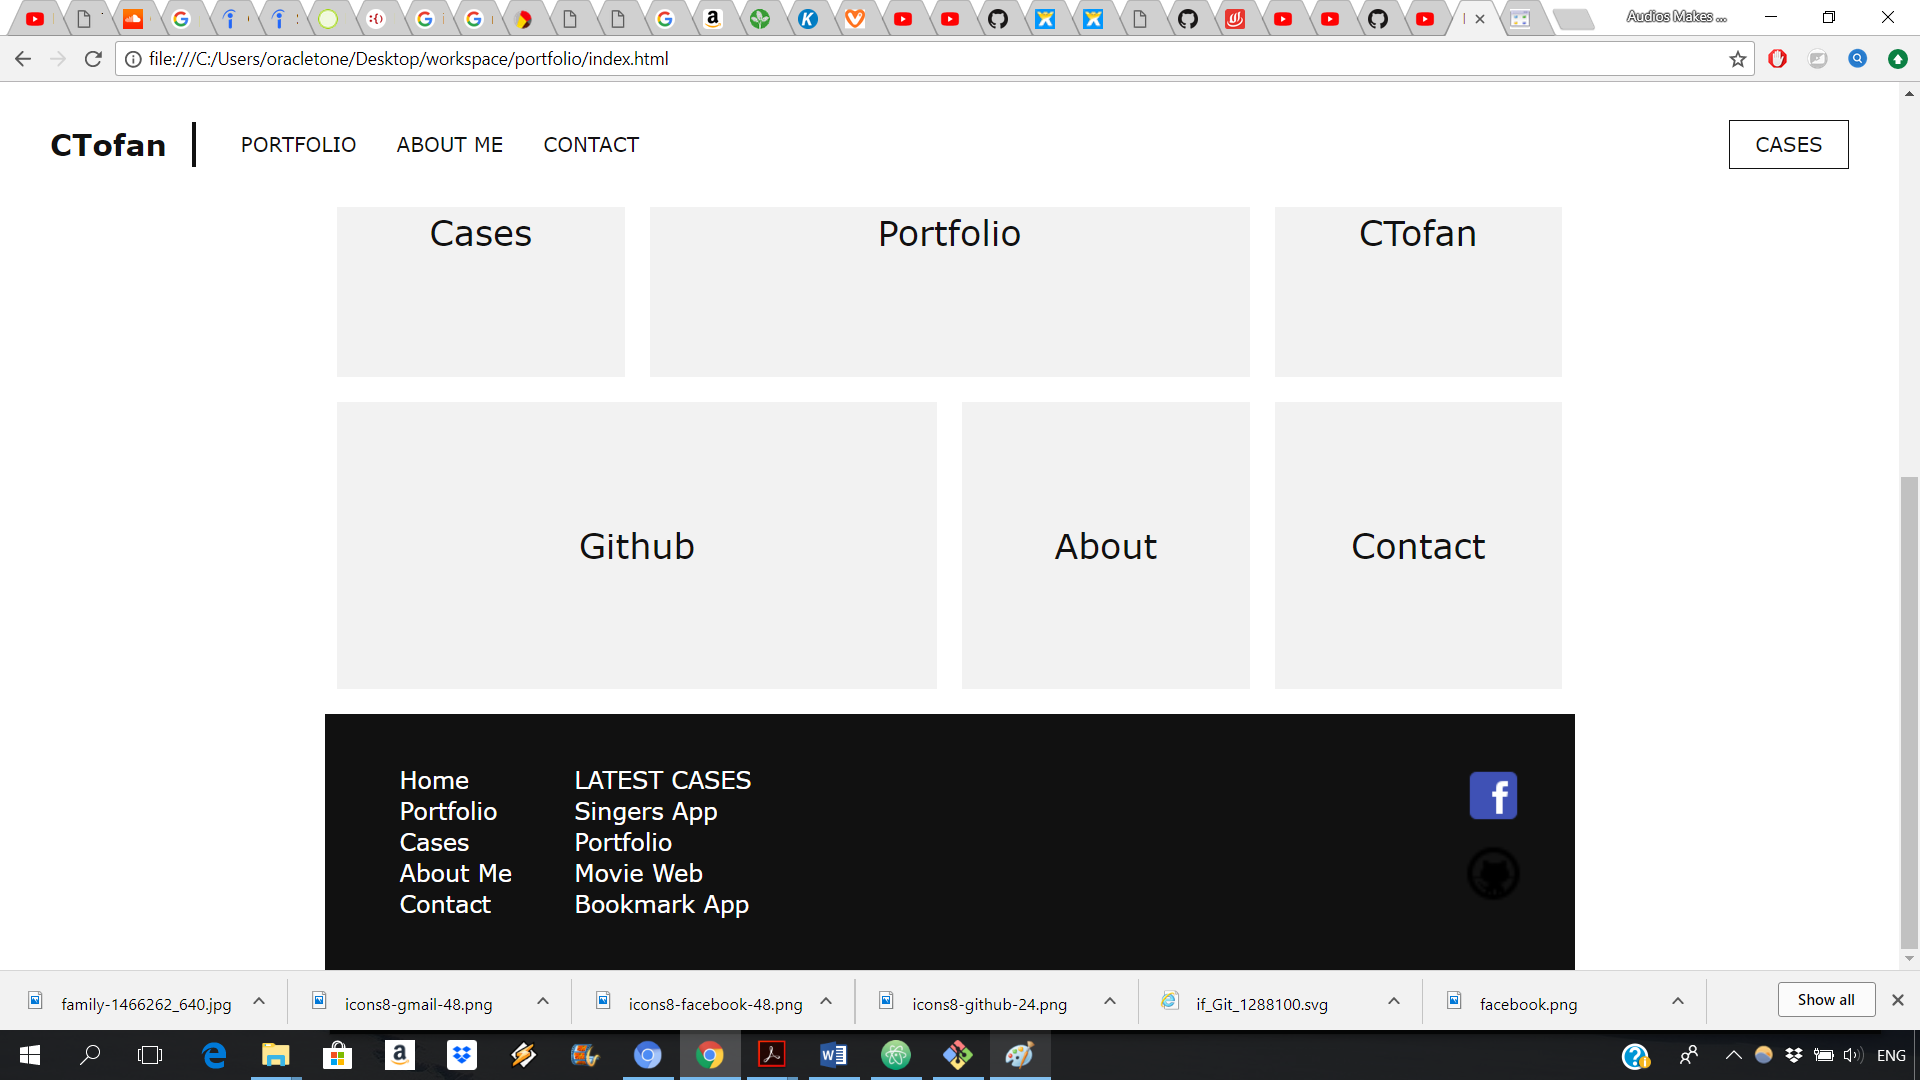 Audios Makes ...
file:///C:/Users/oracletone/Desktop/workspace/portfolio/index.html
CTofan
PORTFOLIO
ABOUT ME
CONTACT
CASES
Cases
Portfolio
CTofan
Github
About
Contact
Home
Portfolio
Cases
About Me
Contact
LATEST CASES
Singers App
Portfolio
Movie Web
Bookmark App
family-1466262_640.jpg
icons8-gmail-48.png
icons8-facebook-48.png
icons8-github-24.png
if_Git_1288100.svg
facebook.png
Show all
ENG